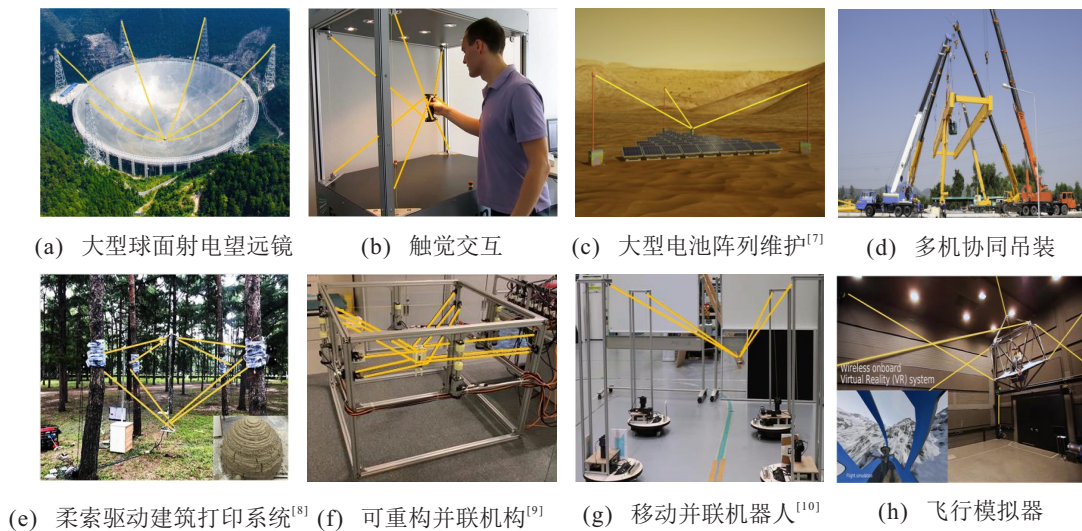 (a) 大型球面射电望远镜
(b) 触觉交互
(c) 大型电池阵列维护[7]
(d) 多机协同吊装
Wireless onboard
Virtual Reality (VR) system
Flight simulation
(e) 柔索驱动建筑打印系统[8]
(f) 可重构并联机构[9]
(g) 移动并联机器人[10]
(h) 飞行模拟器